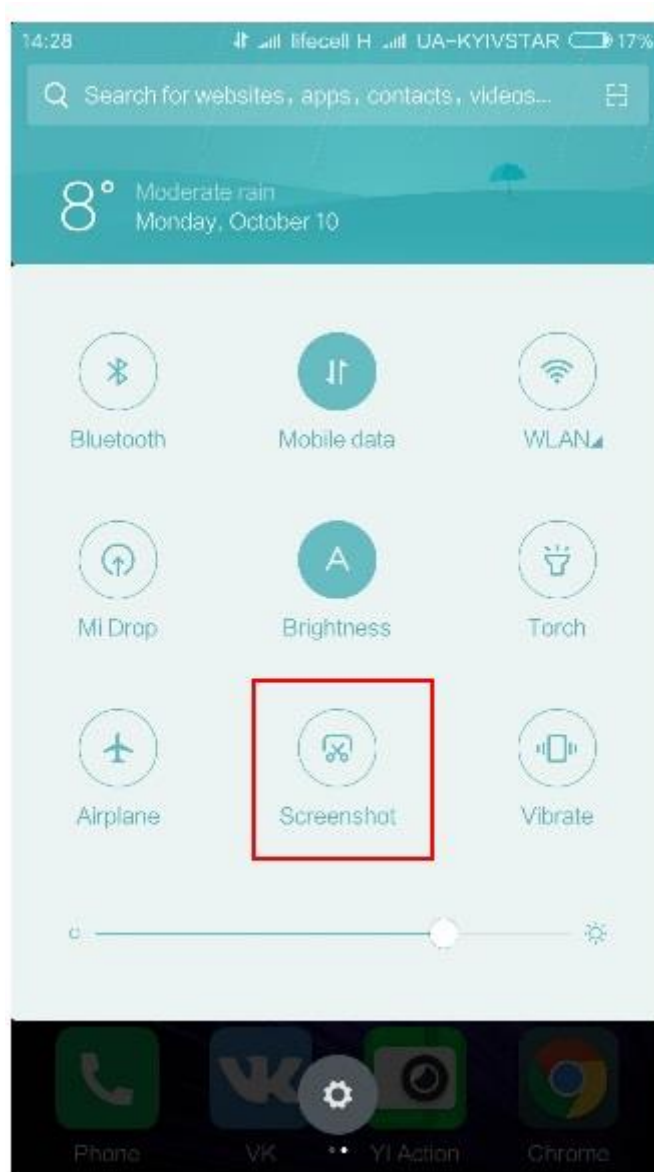 14:28 lifecell H UA-KYIVSTAR 17%
Search for websites, apps, contacts, videos...
8° Moderate rain
Monday, October 10
Bluetooth Mobile data WLAN
Mi Drop A Brightness Torch
Airplane Screenshot Vibrate
Phone VK YI Action Chrome